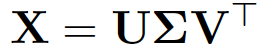 𝐗 = 𝐔𝚺𝐕⊤